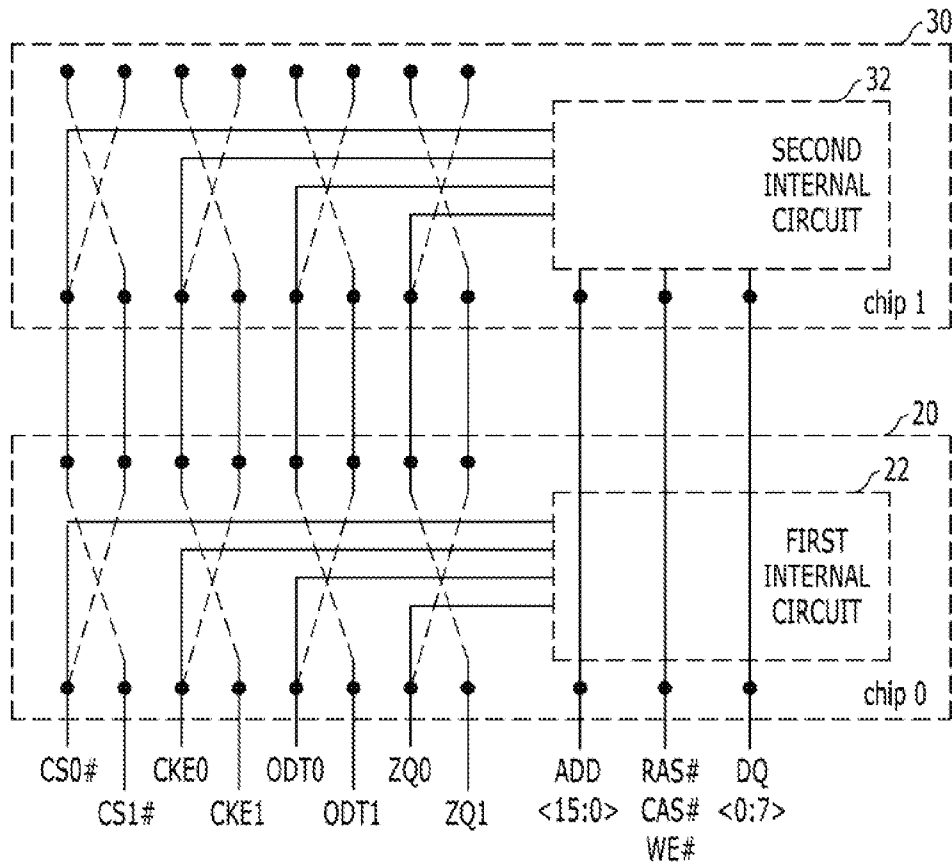 30
32
SECOND
INTERNAL
CIRCUIT
chip 1
20
22
FIRST
INTERNAL
CIRCUIT
chip 0
CS0# CKE0 ODT0 ZQ0 ADD RAS# DQ
CS1# CKE1 ODT1 ZQ1 <15:0> CAS# <0:7>
WE#